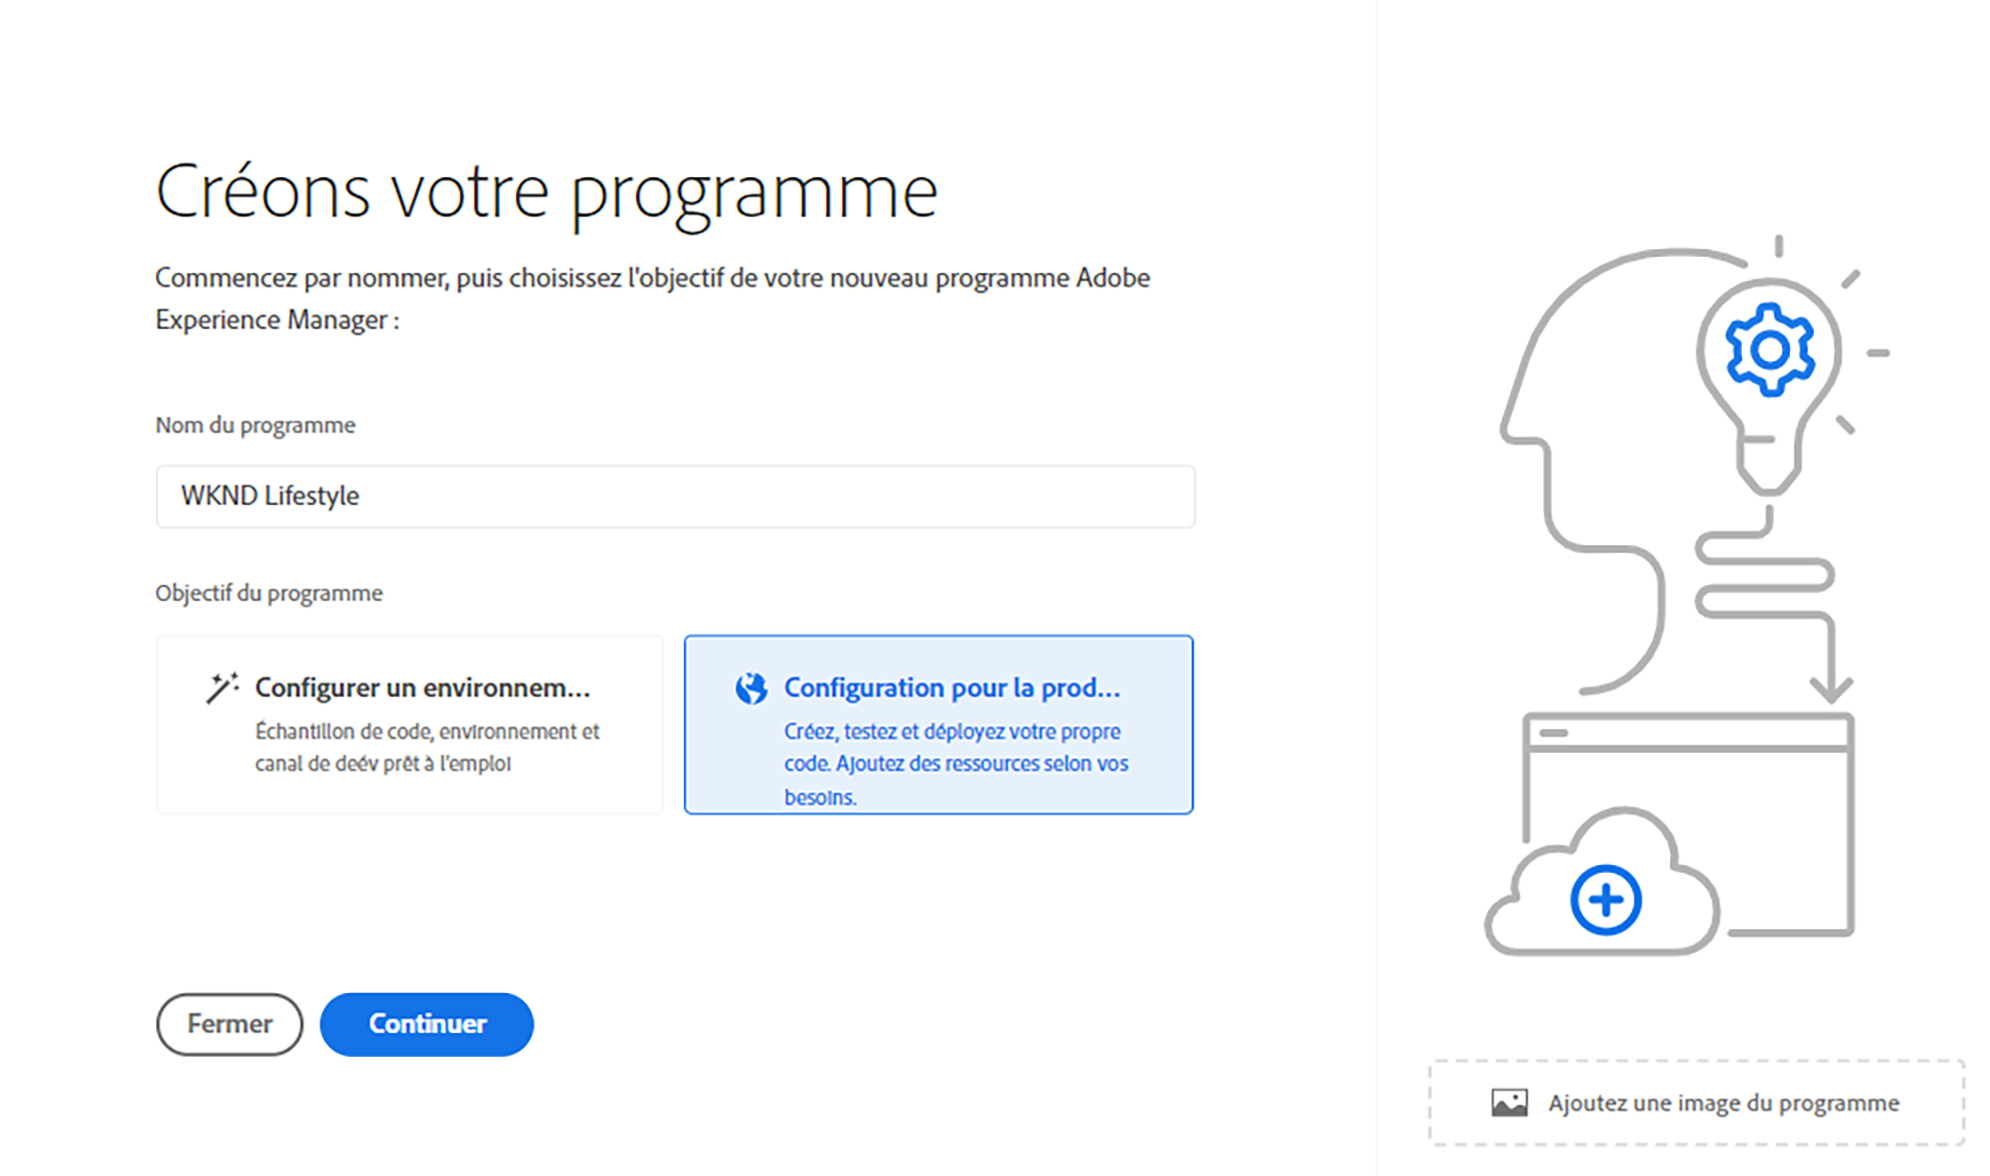 Créons votre programme
Commencez par nommer, puis choisissez l'objectif de votre nouveau programme Adobe
Experience Manager :
Nom du programme
WKND Lifestyle
Objectif du programme
Configurer un environnem...
Échantillon de code, environnement et
canal de deév prêt à l'emploi
Configuration pour la prod...
Créez, testez et déployez votre propre
code. Ajoutez des ressources selon vos
besoins.
Fermer
Continuer
Ajoutez une image du programme